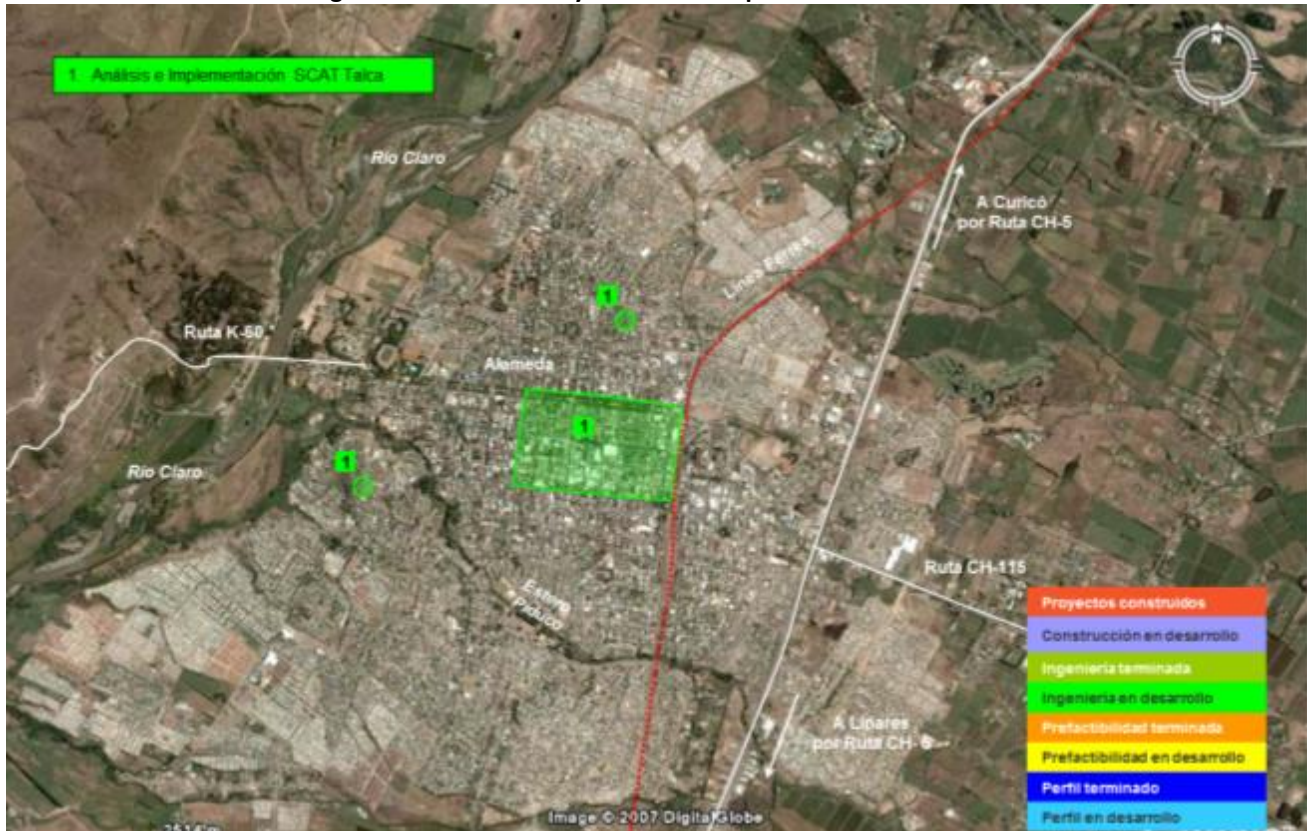 1. Análisis e Implementación SCAT Talca
N
Río Claro
A Curicó
por Ruta CH-5
Línea EFE
1
Ruta K-60
Alameda
1
1
Río Claro
Ruta CH-115
Estero
Piduco
A Linares
por Ruta CH-5
Proyectos construidos
Construcción en desarrollo
Ingeniería terminada
Ingeniería en desarrollo
Prefactibilidad terminada
Prefactibilidad en desarrollo
Perfil terminado
Perfil en desarrollo
Image © 2007 DigitalGlobe